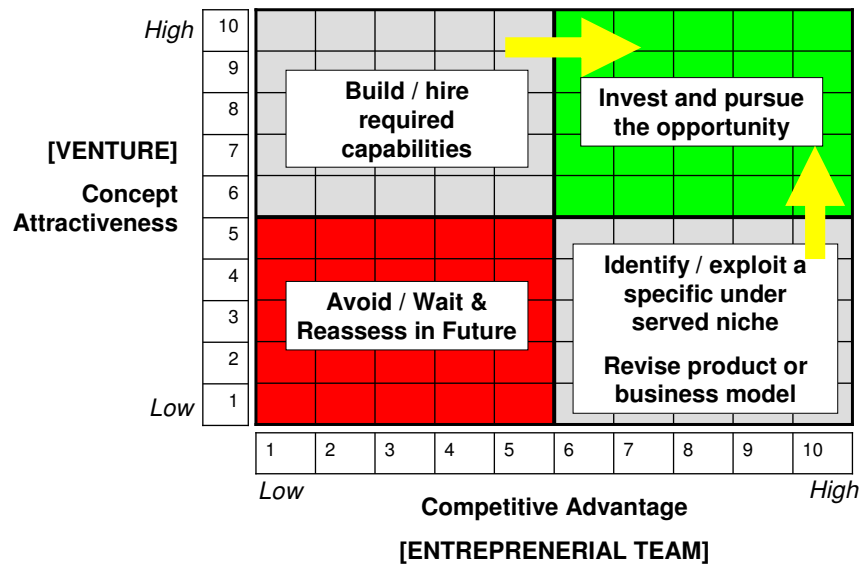 High
10
9
8
7
6
5
4
3
2
1
Low
[VENTURE]
Concept
Attractiveness
Build / hire
required
capabilities
Invest and pursue
the opportunity
Avoid / Wait &
Reassess in Future
Identify / exploit a
specific under
served niche
Revise product or
business model
1 2 3 4 5 6 7 8 9 10
Low
High
Competitive Advantage
[ENTREPRENERIAL TEAM]